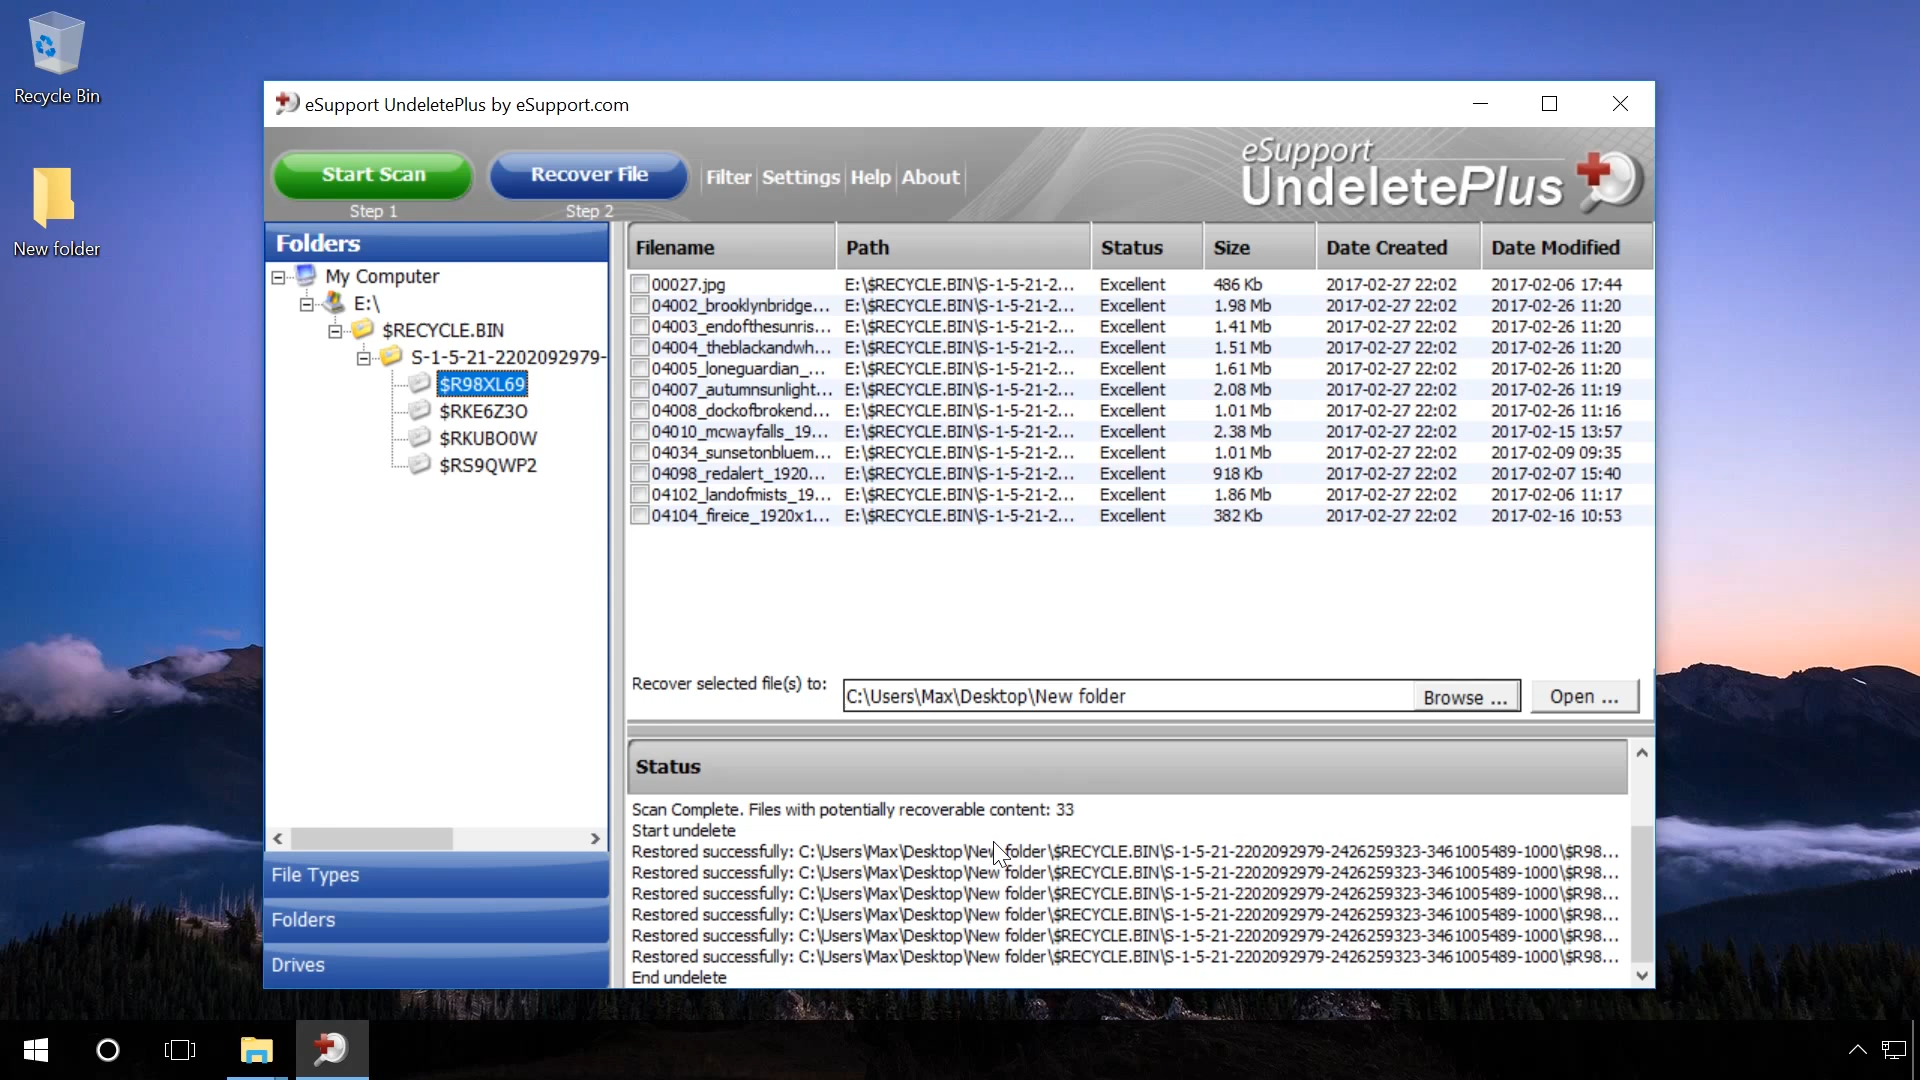 Recycle Bin
New folder
eSupport UndeletePlus by eSupport.com
Start Scan
Step 1
Recover File
Step 2
Filter Settings Help About
eSupport
UndeletePlus
Folders
My Computer
E:\
$RECYCLE.BIN
S-1-5-21-2202092979-
$R98XL69
$RKE6Z3O
$RKUBO0W
$RS9QWP2
File Types
Folders
Drives
Filename Path Status Size Date Created Date Modified
00027.jpg E:\$RECYCLE.BIN\S-1-5-21-2... Excellent 486 Kb 2017-02-27 22:02 2017-02-06 17:44
04002_brooklynbridge... E:\$RECYCLE.BIN\S-1-5-21-2... Excellent 1.98 Mb 2017-02-27 22:02 2017-02-26 11:20
04003_endofthesunris... E:\$RECYCLE.BIN\S-1-5-21-2... Excellent 1.41 Mb 2017-02-27 22:02 2017-02-26 11:20
04004_theblackandwh... E:\$RECYCLE.BIN\S-1-5-21-2... Excellent 1.51 Mb 2017-02-27 22:02 2017-02-26 11:20
04005_loneguardian_... E:\$RECYCLE.BIN\S-1-5-21-2... Excellent 1.61 Mb 2017-02-27 22:02 2017-02-26 11:20
04007_autumnsunlight... E:\$RECYCLE.BIN\S-1-5-21-2... Excellent 2.08 Mb 2017-02-27 22:02 2017-02-26 11:19
04008_dockofbrokend... E:\$RECYCLE.BIN\S-1-5-21-2... Excellent 1.01 Mb 2017-02-27 22:02 2017-02-26 11:16
04010_mcwayfalls_19... E:\$RECYCLE.BIN\S-1-5-21-2... Excellent 2.38 Mb 2017-02-27 22:02 2017-02-15 13:57
04034_sunsetonbluem... E:\$RECYCLE.BIN\S-1-5-21-2... Excellent 1.01 Mb 2017-02-27 22:02 2017-02-09 09:35
04098_redalert_1920... E:\$RECYCLE.BIN\S-1-5-21-2... Excellent 918 Kb 2017-02-27 22:02 2017-02-07 15:40
04102_landofmists_19... E:\$RECYCLE.BIN\S-1-5-21-2... Excellent 1.86 Mb 2017-02-27 22:02 2017-02-06 11:17
04104_fireice_1920x1... E:\$RECYCLE.BIN\S-1-5-21-2... Excellent 382 Kb 2017-02-27 22:02 2017-02-16 10:53
Recover selected file(s) to: C:\Users\Max\Desktop\New folder Browse ... Open ...
Status
Scan Complete. Files with potentially recoverable content: 33
Start undelete
Restored successfully: C:\Users\Max\Desktop\New folder\$RECYCLE.BIN\S-1-5-21-2202092979-2426259323-3461005489-1000\$R98...
Restored successfully: C:\Users\Max\Desktop\New folder\$RECYCLE.BIN\S-1-5-21-2202092979-2426259323-3461005489-1000\$R98...
Restored successfully: C:\Users\Max\Desktop\New folder\$RECYCLE.BIN\S-1-5-21-2202092979-2426259323-3461005489-1000\$R98...
Restored successfully: C:\Users\Max\Desktop\New folder\$RECYCLE.BIN\S-1-5-21-2202092979-2426259323-3461005489-1000\$R98...
Restored successfully: C:\Users\Max\Desktop\New folder\$RECYCLE.BIN\S-1-5-21-2202092979-2426259323-3461005489-1000\$R98...
Restored successfully: C:\Users\Max\Desktop\New folder\$RECYCLE.BIN\S-1-5-21-2202092979-2426259323-3461005489-1000\$R98...
End undelete